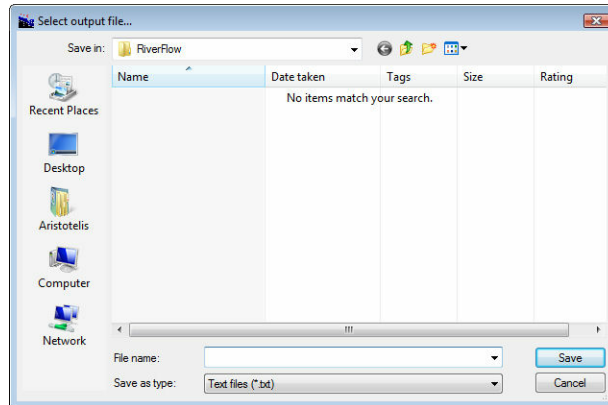 Select output file...
Save in: RiverFlow
Name Date taken Tags Size Rating
No items match your search.
Recent Places
Desktop
Aristotelis
Computer
Network
File name: Save
Save as type: Text files (*.txt) Cancel